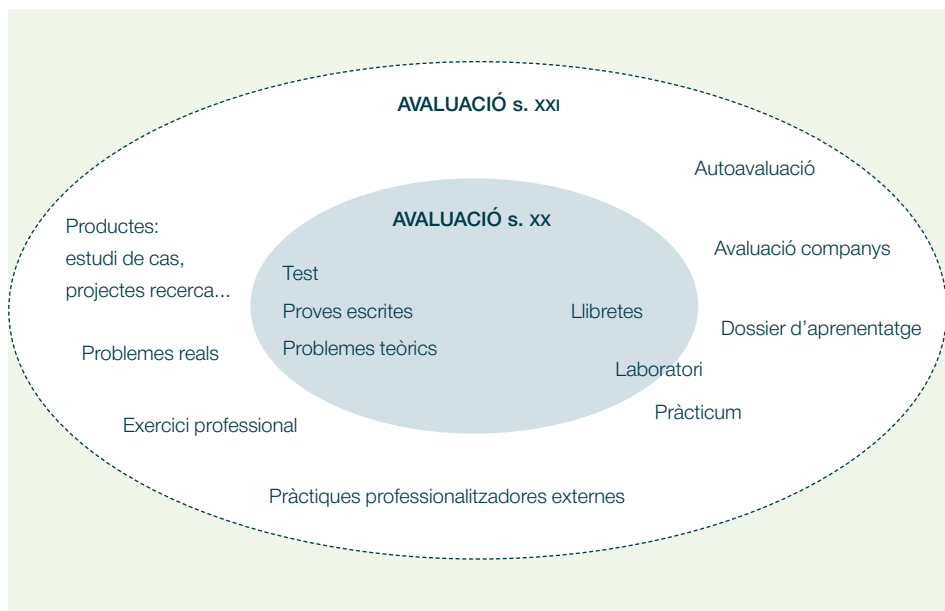 AVALUACIÓ s. XXI
Autoavaluació
AVALUACIÓ s. XX
Productes:
estudi de cas,
projectes recerca...
Avaluació companys
Test
Proves escrites
Llibretes
Dossier d’aprenentatge
Problemes teòrics
Problemes reals
Laboratori
Pràcticum
Exercici professional
Pràctiques professionalitzadores externes